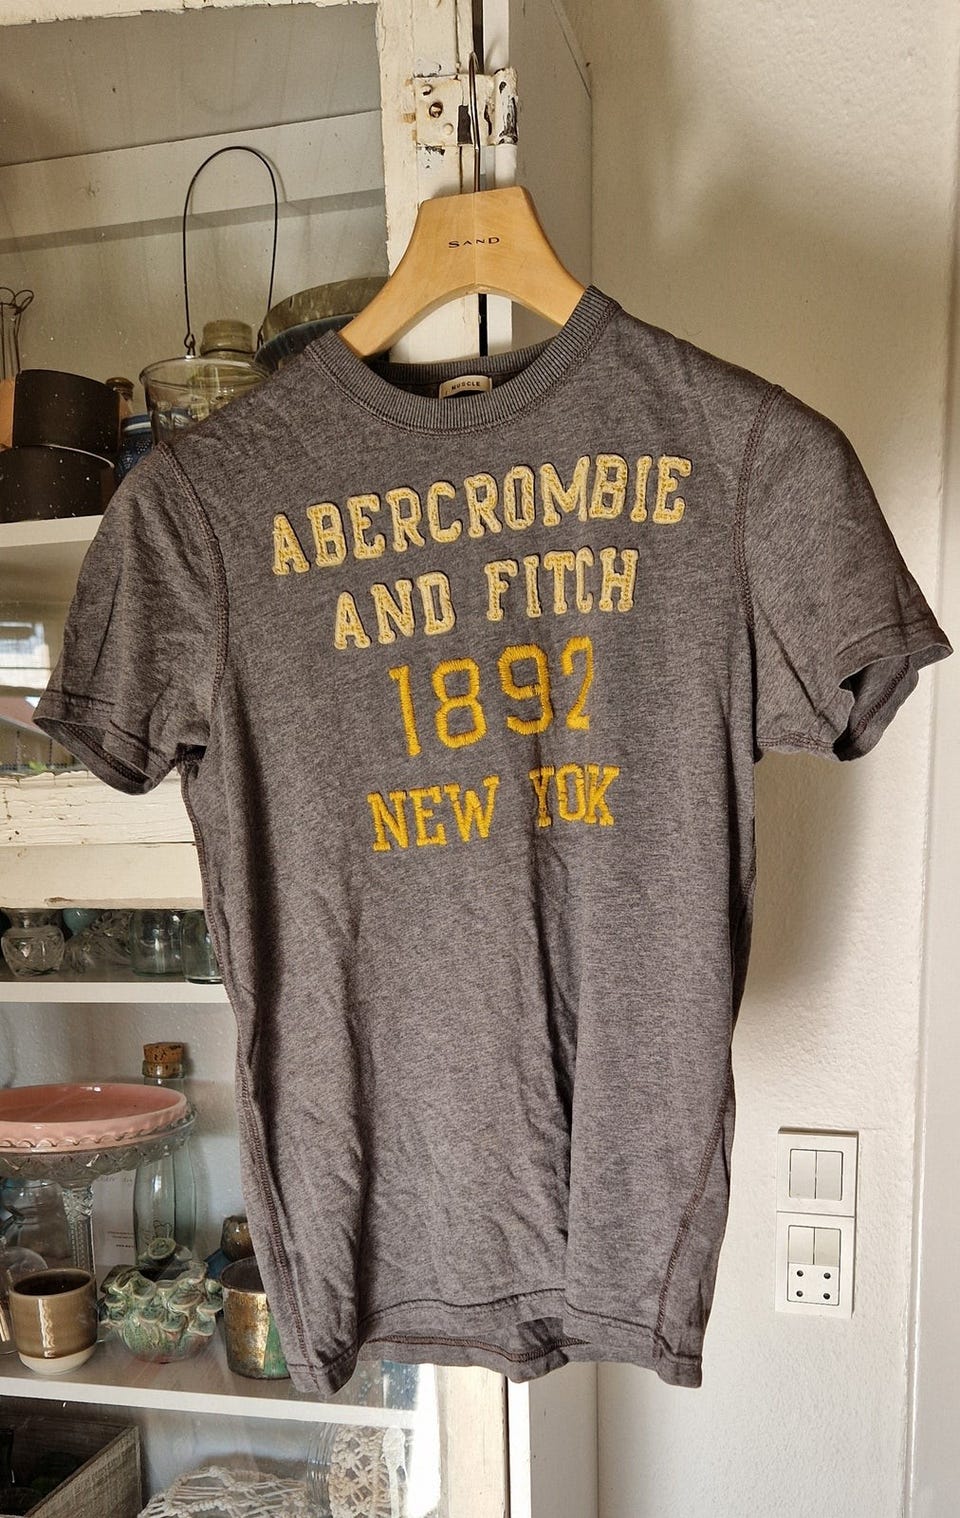 SAND
MUSCLE
ABERCROMBIE
AND FITCH
1892
NEW YOK